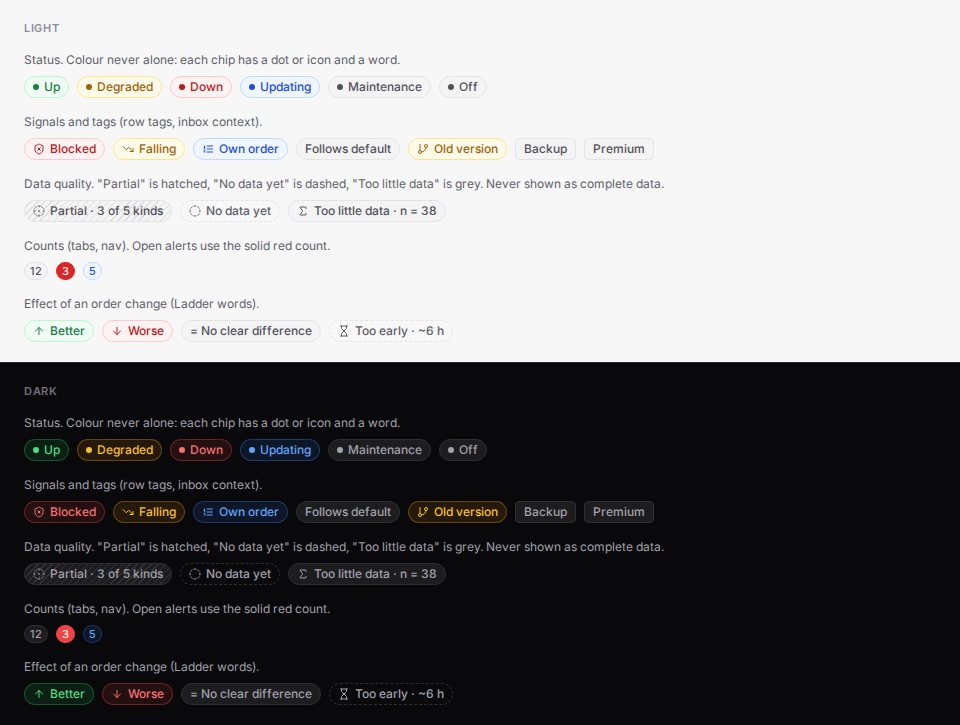 LIGHT
Status. Colour never alone: each chip has a dot or icon and a word.
Up Degraded Down Updating Maintenance Off
Signals and tags (row tags, inbox context).
Blocked Falling Own order Follows default Old version Backup Premium
Data quality. "Partial" is hatched, "No data yet" is dashed, "Too little data" is grey. Never shown as complete data.
Partial · 3 of 5 kinds No data yet Σ Too little data · n = 38
Counts (tabs, nav). Open alerts use the solid red count.
12 3 5
Effect of an order change (Ladder words).
↑ Better ↓ Worse = No clear difference Too early · ~6 h
DARK
Status. Colour never alone: each chip has a dot or icon and a word.
Up Degraded Down Updating Maintenance Off
Signals and tags (row tags, inbox context).
Blocked Falling Own order Follows default Old version Backup Premium
Data quality. "Partial" is hatched, "No data yet" is dashed, "Too little data" is grey. Never shown as complete data.
Partial · 3 of 5 kinds No data yet Σ Too little data · n = 38
Counts (tabs, nav). Open alerts use the solid red count.
12 3 5
Effect of an order change (Ladder words).
↑ Better ↓ Worse = No clear difference Too early · ~6 h